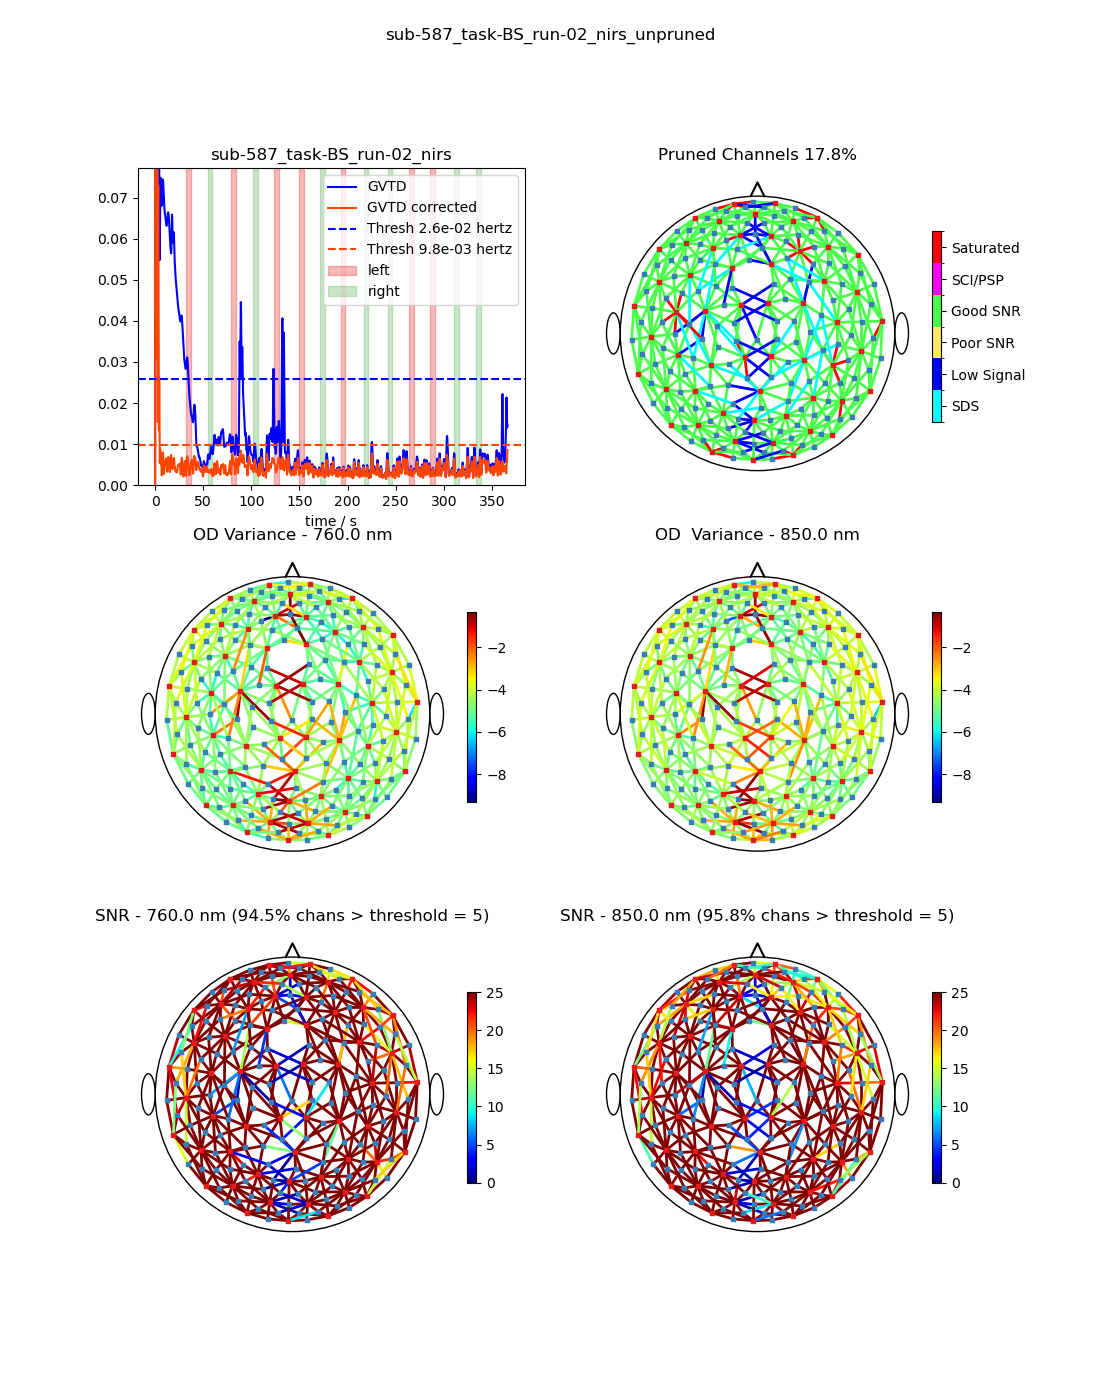 sub-587_task-BS_run-02_nirs_unpruned
sub-587_task-BS_run-02_nirs
0.07
0.06
0.05
0.04
0.03
0.02
0.01
0.00
0
50
100
150
200
250
300
350
time / s
GVTD
GVTD corrected
Thresh 2.6e-02 hertz
Thresh 9.8e-03 hertz
left
right
Pruned Channels 17.8%
Saturated
SCI/PSP
Good SNR
Poor SNR
Low Signal
SDS
OD Variance - 760.0 nm
−2
−4
−6
−8
OD  Variance - 850.0 nm
−2
−4
−6
−8
SNR - 760.0 nm (94.5% chans > threshold = 5)
25
20
15
10
5
0
SNR - 850.0 nm (95.8% chans > threshold = 5)
25
20
15
10
5
0